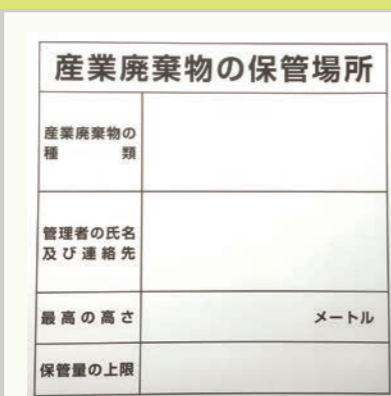 産業廃棄物の保管場所
産業廃棄物の
種 類
管理者の氏名
及び連絡先
最高の高さ メートル
保管量の上限